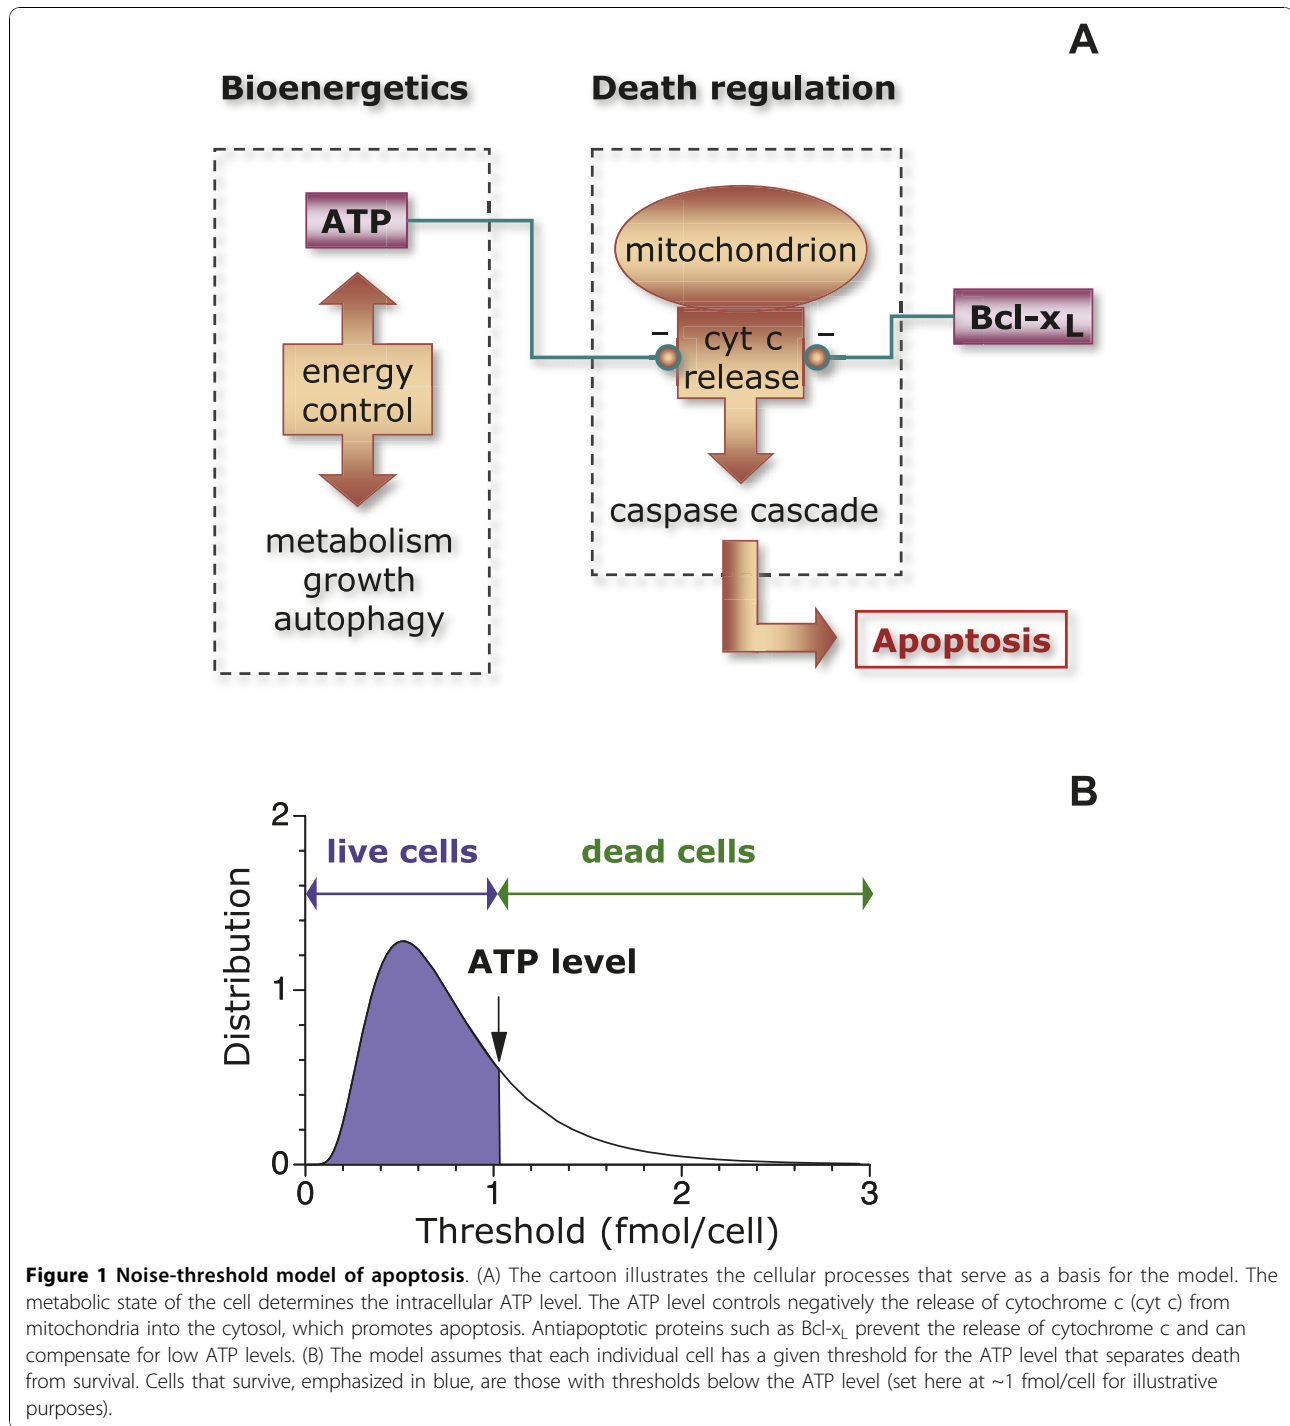 A
Bioenergetics
Death regulation
ATP
mitochondrion
Bcl-xL
– cyt c –
release
energy
control
caspase cascade
metabolism
growth
autophagy
Apoptosis
B
2
live cells
dead cells
ATP level
1
Distribution
0
0 1 2 3
Threshold (fmol/cell)
Figure 1 Noise-threshold model of apoptosis. (A) The cartoon illustrates the cellular processes that serve as a basis for the model. The
metabolic state of the cell determines the intracellular ATP level. The ATP level controls negatively the release of cytochrome c (cyt c) from
mitochondria into the cytosol, which promotes apoptosis. Antiapoptotic proteins such as Bcl-xL prevent the release of cytochrome c and can
compensate for low ATP levels. (B) The model assumes that each individual cell has a given threshold for the ATP level that separates death
from survival. Cells that survive, emphasized in blue, are those with thresholds below the ATP level (set here at ~1 fmol/cell for illustrative
purposes).